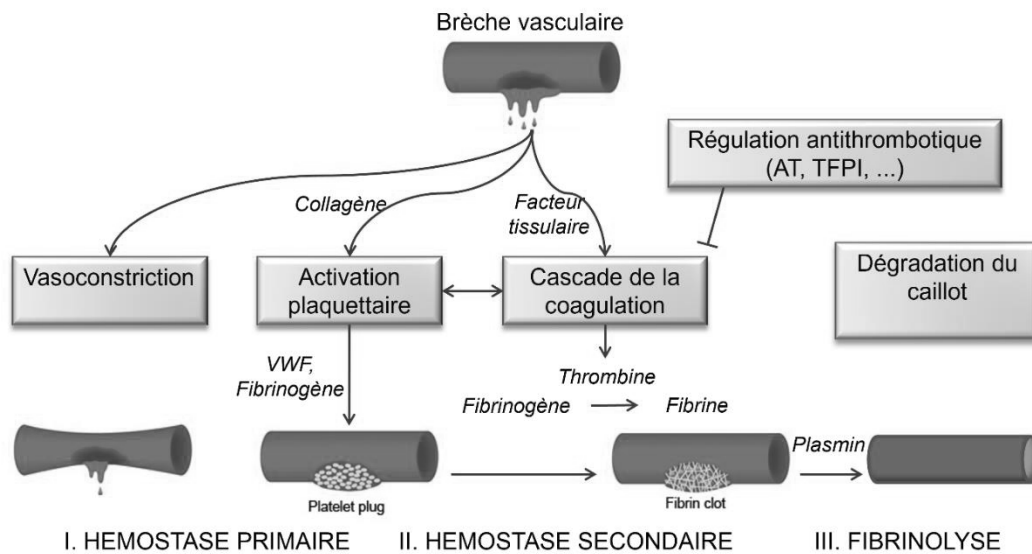 Brèche vasculaire
Régulation antithrombotique
(AT, TFPI, ...)
Collagène
Facteur
tissulaire
Vasoconstriction
Activation
plaquettaire
Cascade de la
coagulation
Dégradation du
caillot
VWF,
Fibrinogène
Thrombine
Fibrinogène
Fibrine
Plasmin
Platelet plug
Fibrin clot
I. HEMOSTASE PRIMAIRE
II. HEMOSTASE SECONDAIRE
III. FIBRINOLYSE